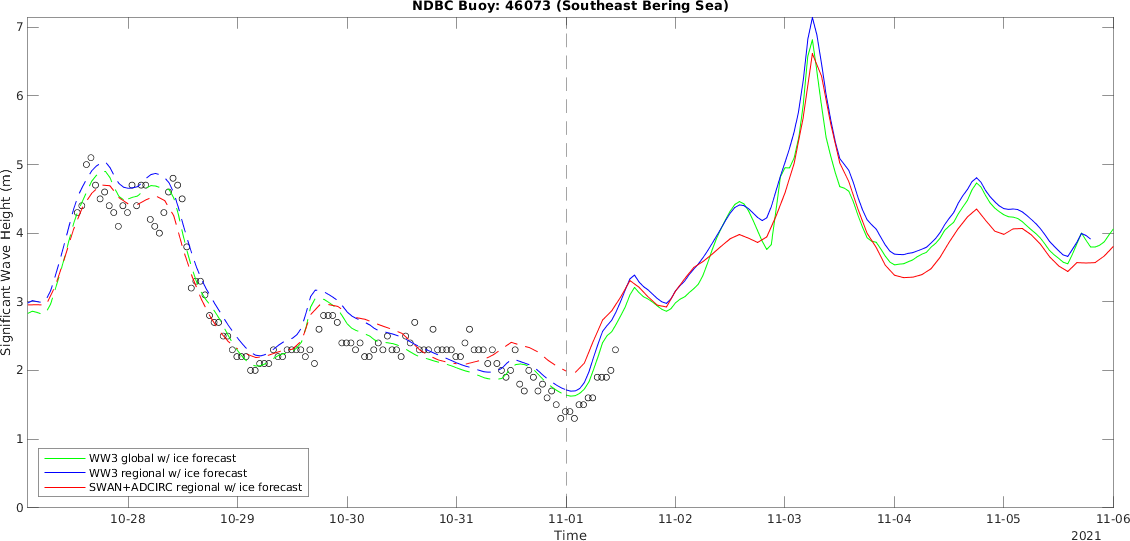 NDBC Buoy: 46073 (Southeast Bering Sea)
7
6
5
4
3
2
1
0
Significant Wave Height (m)
WW3 global w/ ice forecast
WW3 regional w/ ice forecast
SWAN+ADCIRC regional w/ ice forecast
10-28 10-29 10-30 10-31 11-01 11-02 11-03 11-04 11-05 11-06
Time
2021